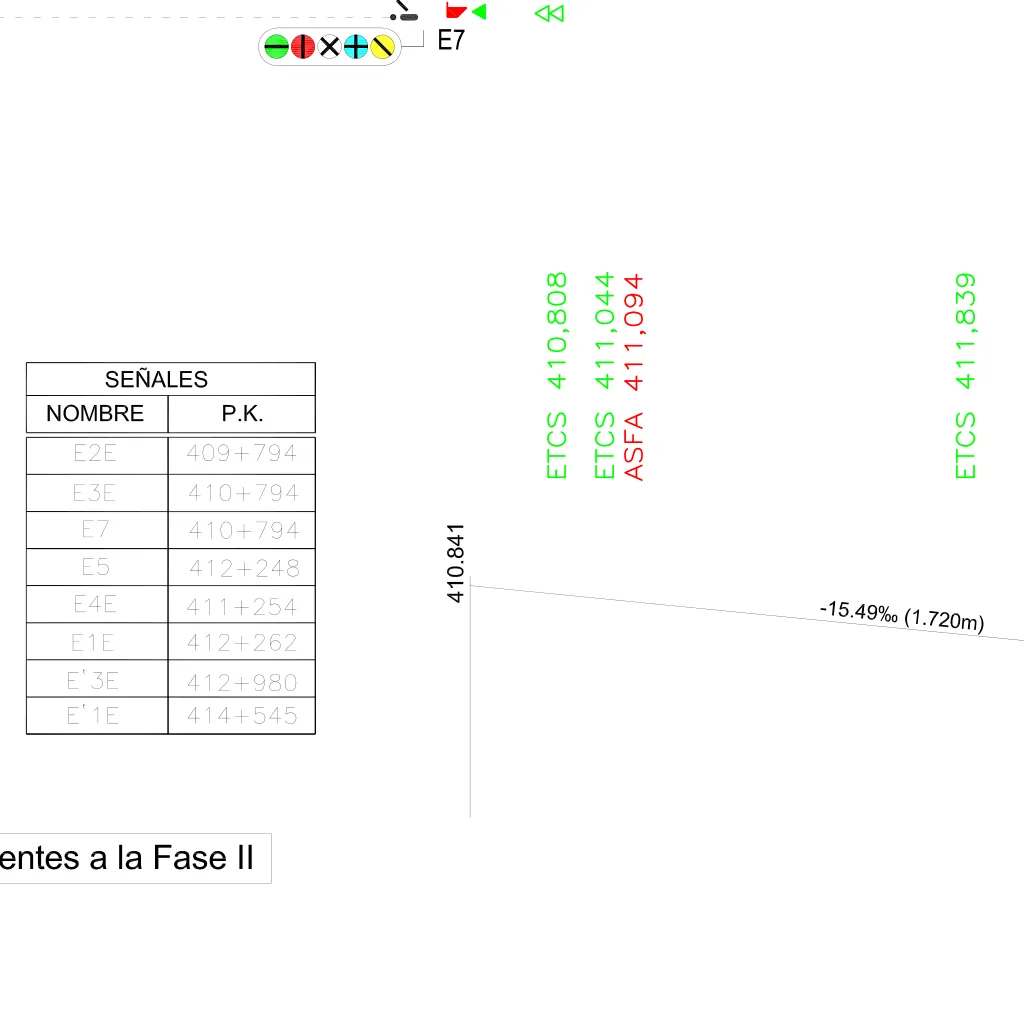 E7
ETCS 410,808
ETCS 411,044
ASFA 411,094
ETCS 411,839
SEÑALES
NOMBRE P.K.
E2E 409+794
E3E 410+794
E7 410+794
E5 412+248
E4E 411+254
E1E 412+262
E'3E 412+980
E'1E 414+545
410.841
-15.49‰ (1.720m)
entes a la Fase II